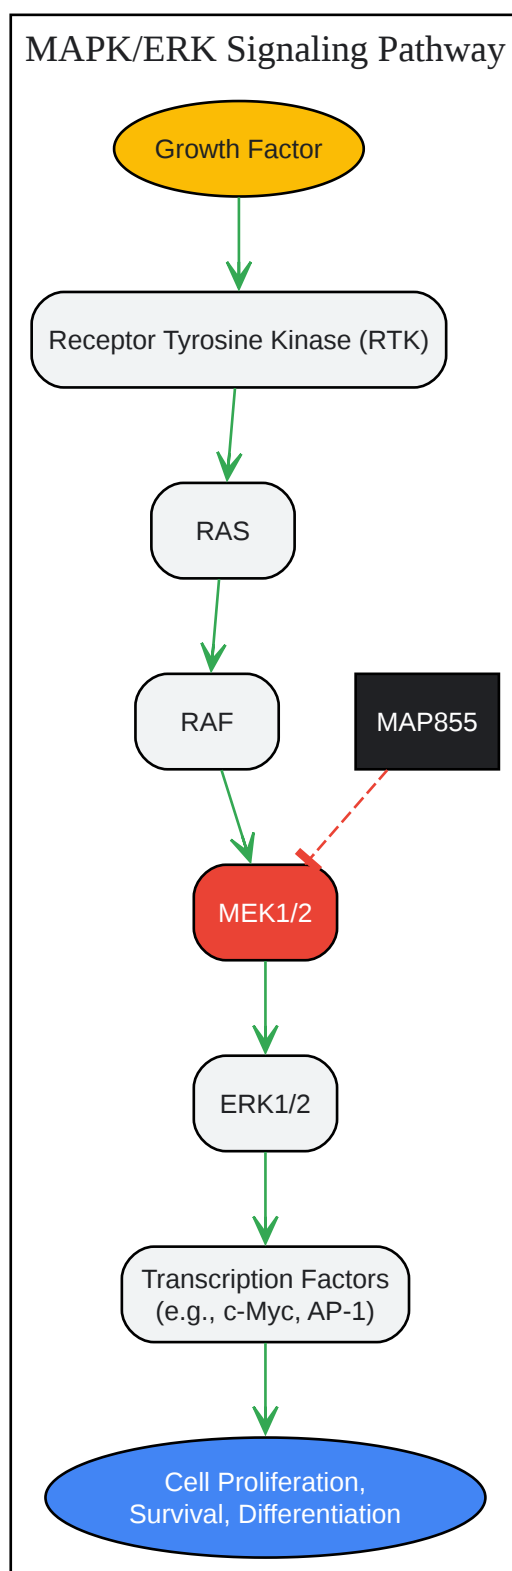 MAPK/ERK Signaling Pathway
Growth Factor
Receptor Tyrosine Kinase (RTK)
RAS
RAF
MAP855
MEK1/2
ERK1/2
Transcription Factors
(e.g., c-Myc, AP-1)
Cell Proliferation,
Survival, Differentiation